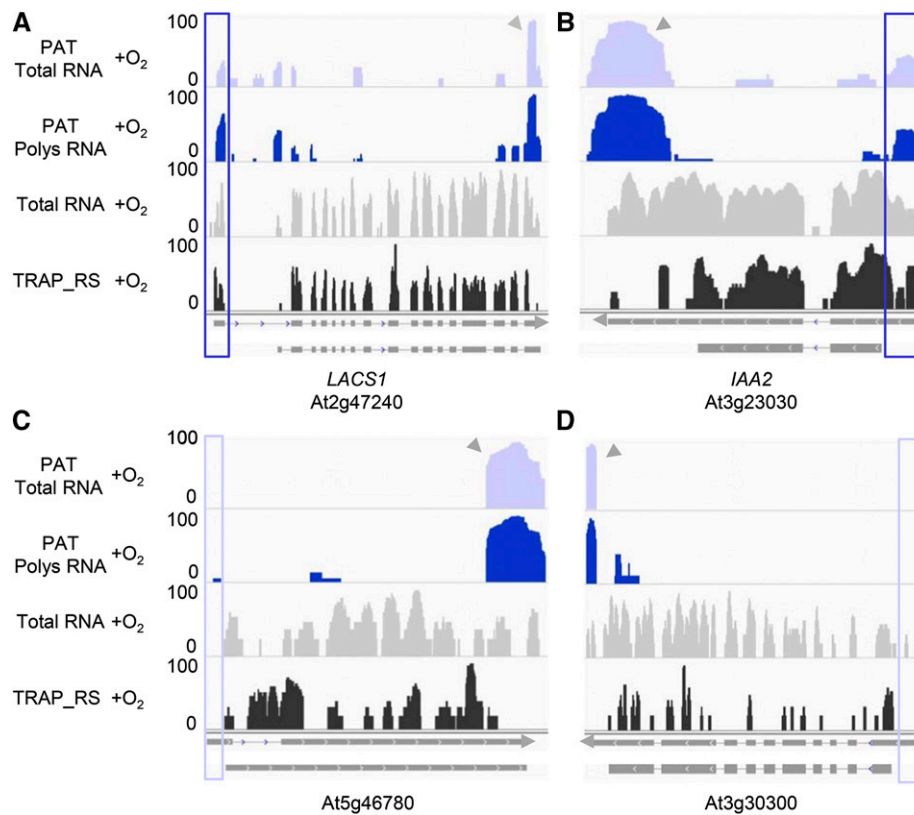 A
B
PAT
Total RNA +O2
100
0
PAT
Polys RNA +O2
100
0
Total RNA +O2
100
0
TRAP_RS +O2
100
0
LACS1
At2g47240
IAA2
At3g23030
C
D
PAT
Total RNA +O2
100
0
PAT
Polys RNA +O2
100
0
Total RNA +O2
100
0
TRAP_RS +O2
100
0
At5g46780
At3g30300